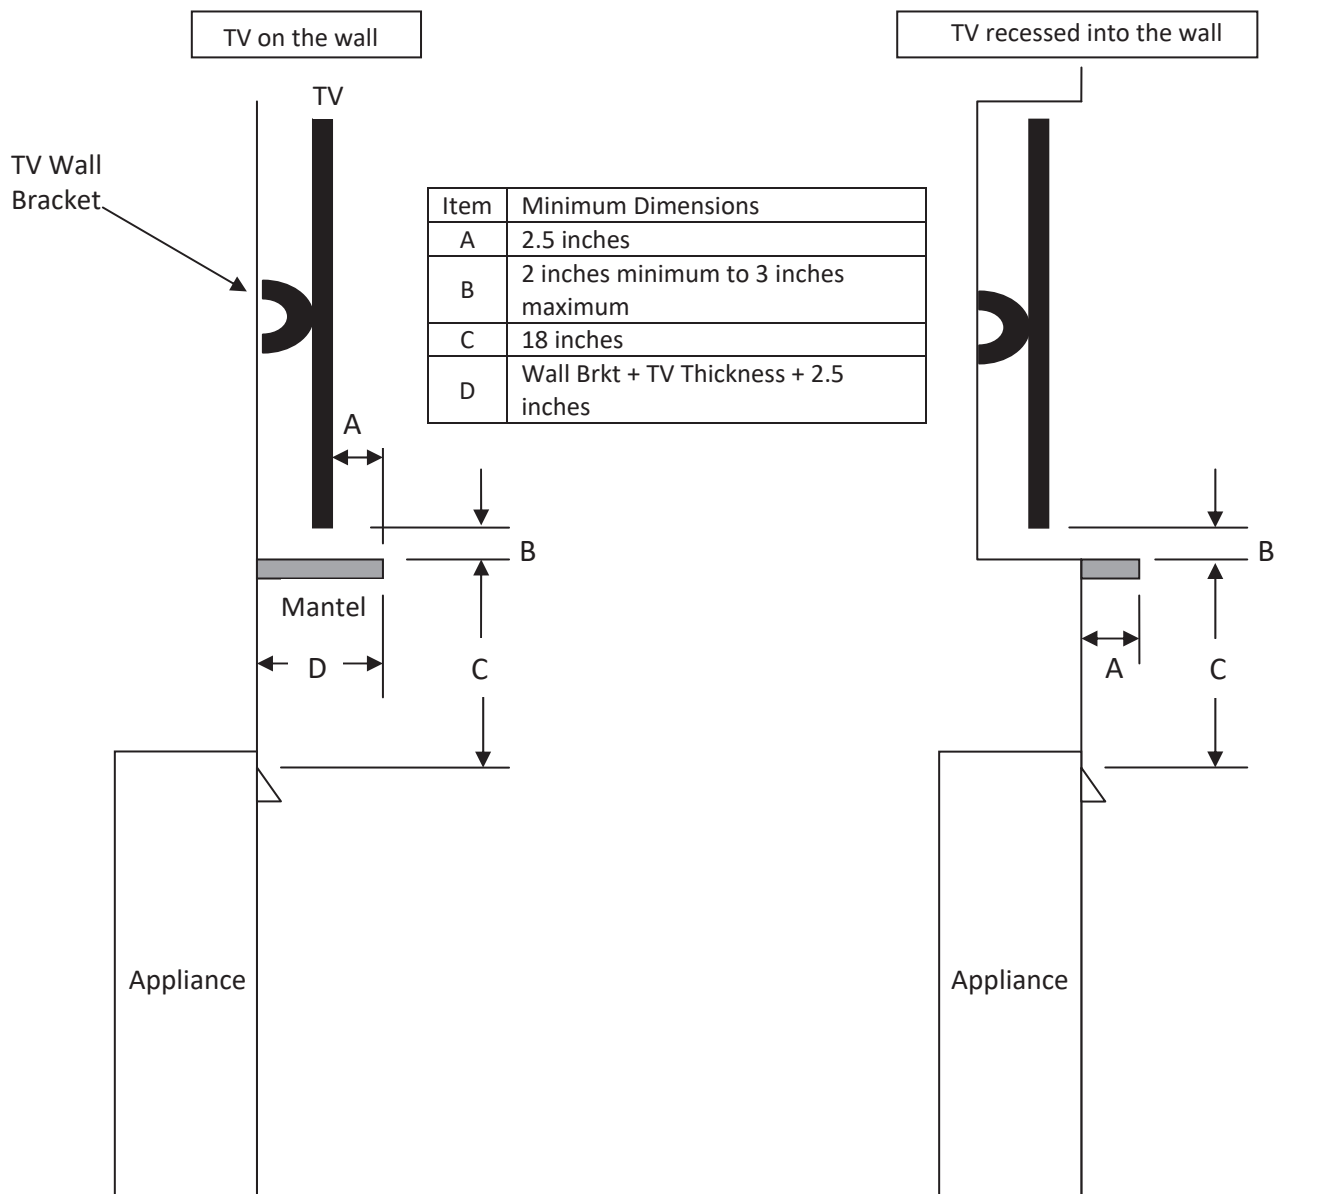 TV on the wall
TV recessed into the wall
TV
TV Wall
Bracket
Item Minimum Dimensions
A 2.5 inches
B 2 inches minimum to 3 inches
maximum
C 18 inches
D Wall Brkt + TV Thickness + 2.5
inches
A
B
Mantel
D
C
Appliance
B
A
C
Appliance